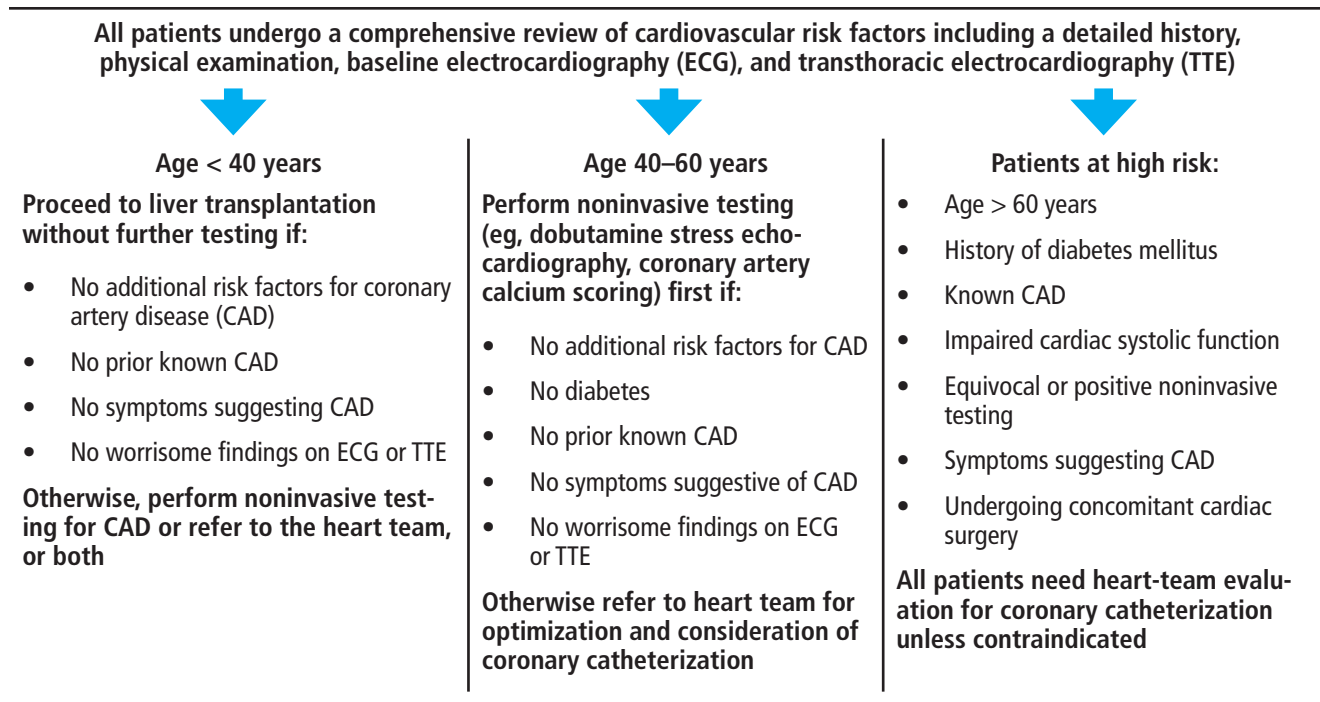 All patients undergo a comprehensive review of cardiovascular risk factors including a detailed history,
physical examination, baseline electrocardiography (ECG), and transthoracic electrocardiography (TTE)
Age < 40 years
Proceed to liver transplantation
without further testing if:
• No additional risk factors for coronary
artery disease (CAD)
• No prior known CAD
• No symptoms suggesting CAD
• No worrisome findings on ECG or TTE
Otherwise, perform noninvasive test-
ing for CAD or refer to the heart team,
or both
Age 40–60 years
Perform noninvasive testing
(eg, dobutamine stress echo-
cardiography, coronary artery
calcium scoring) first if:
• No additional risk factors for CAD
• No diabetes
• No prior known CAD
• No symptoms suggestive of CAD
• No worrisome findings on ECG
or TTE
Otherwise refer to heart team for
optimization and consideration of
coronary catheterization
Patients at high risk:
• Age > 60 years
• History of diabetes mellitus
• Known CAD
• Impaired cardiac systolic function
• Equivocal or positive noninvasive
testing
• Symptoms suggesting CAD
• Undergoing concomitant cardiac
surgery
All patients need heart-team evalu-
ation for coronary catheterization
unless contraindicated